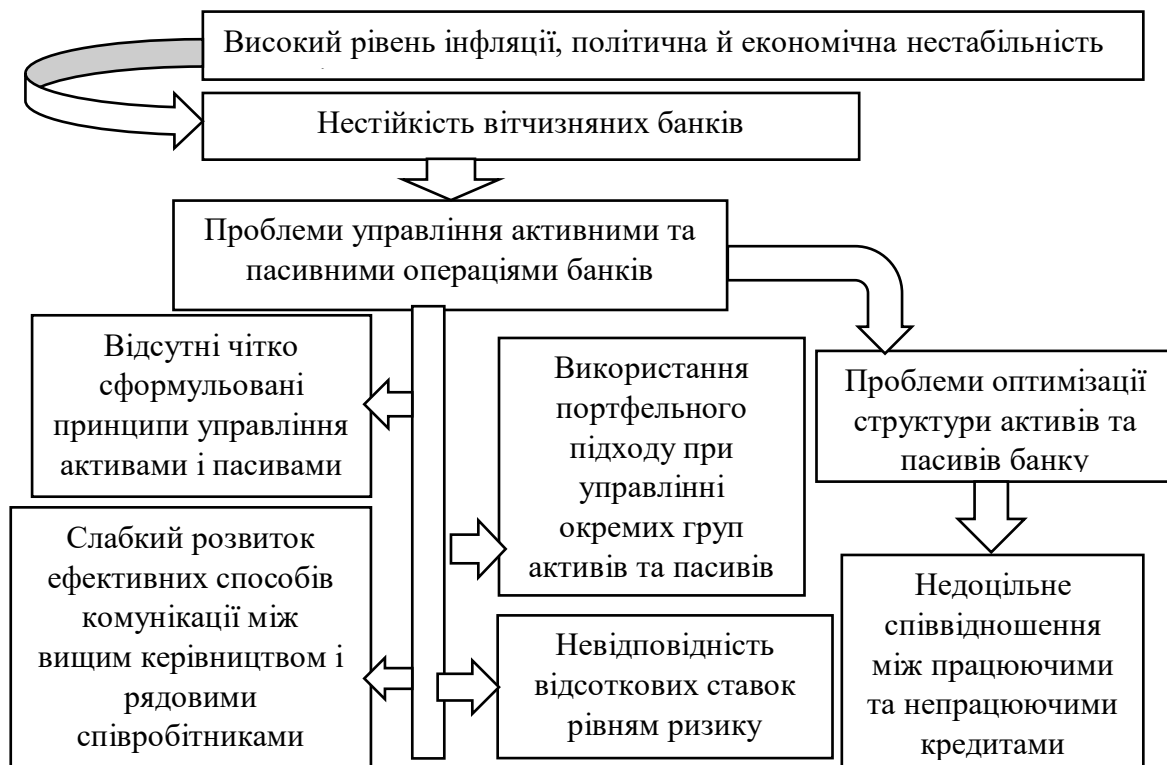 Високий рівень інфляції, політична й економічна нестабільність
Нестійкість вітчизняних банків
Проблеми управління активними та
пасивними операціями банків
Відсутні чітко
сформульовані
принципи управління
активами і пасивами
Використання
портфельного
підходу при
управлінні
окремих груп
активів та пасивів
Проблеми оптимізації
структури активів та
пасивів банку
Слабкий розвиток
ефективних способів
комунікації між
вищим керівництвом і
рядовими
співробітниками
Невідповідність
відсоткових ставок
рівням ризику
Недоцільне
співвідношення
між працюючими
та непрацюючими
кредитами